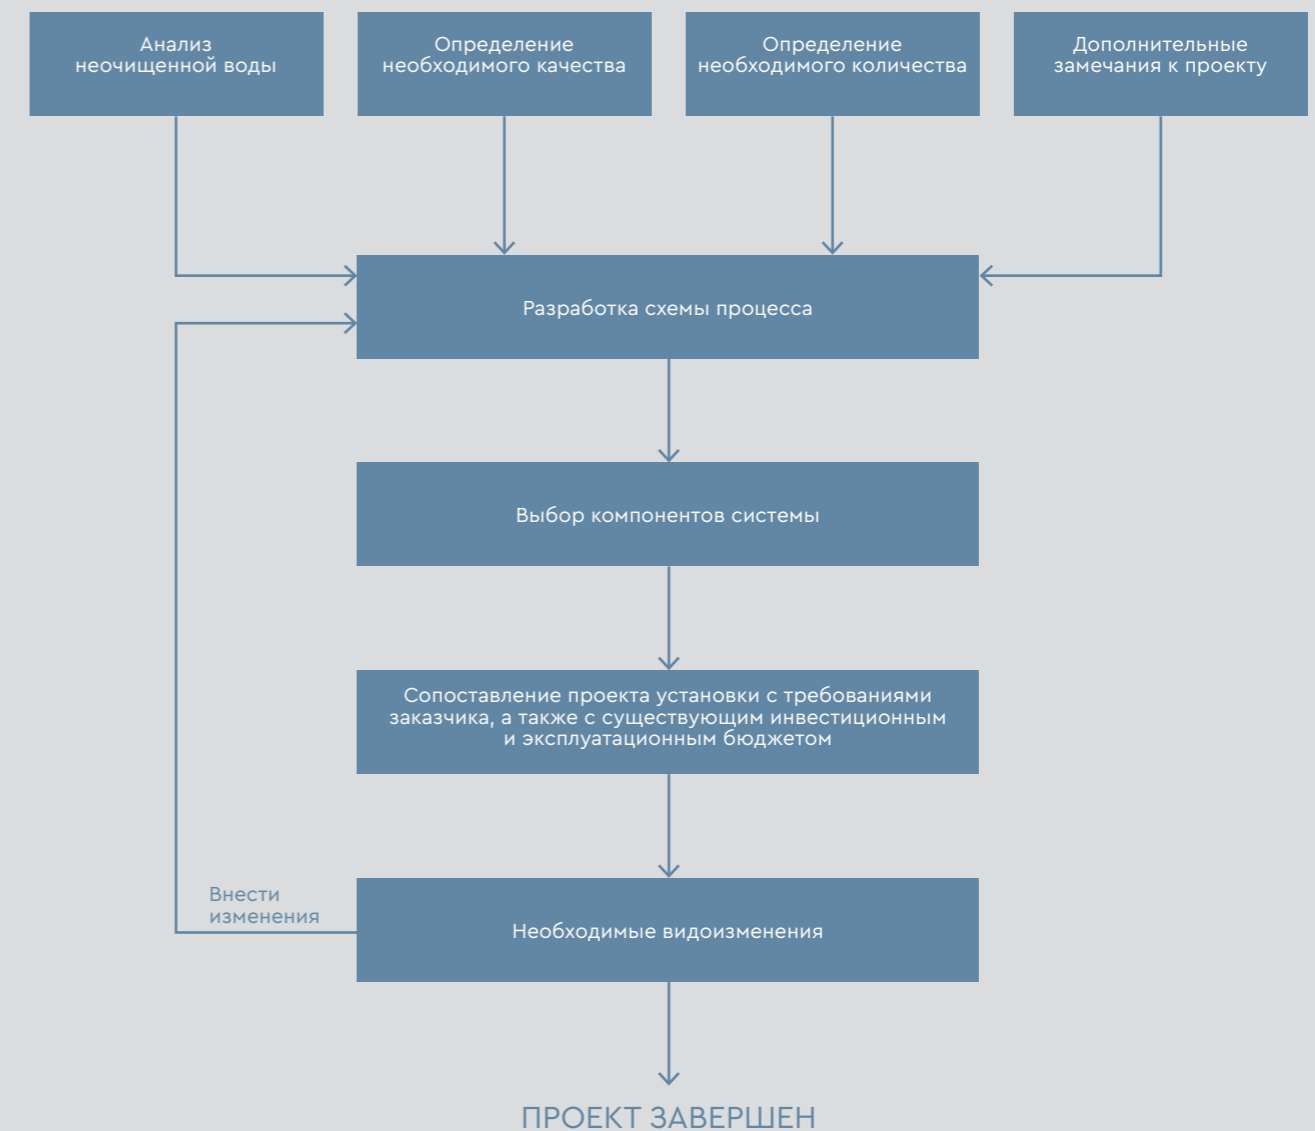 Анализ
неочищенной воды
Определение
необходимого качества
Определение
необходимого количества
Дополнительные
замечания к проекту
Разработка схемы процесса
Выбор компонентов системы
Сопоставление проекта установки с требованиями
заказчика, а также с существующим инвестиционным
и эксплуатационным бюджетом
Внести
изменения
Необходимые видоизменения
ПРОЕКТ ЗАВЕРШЕН